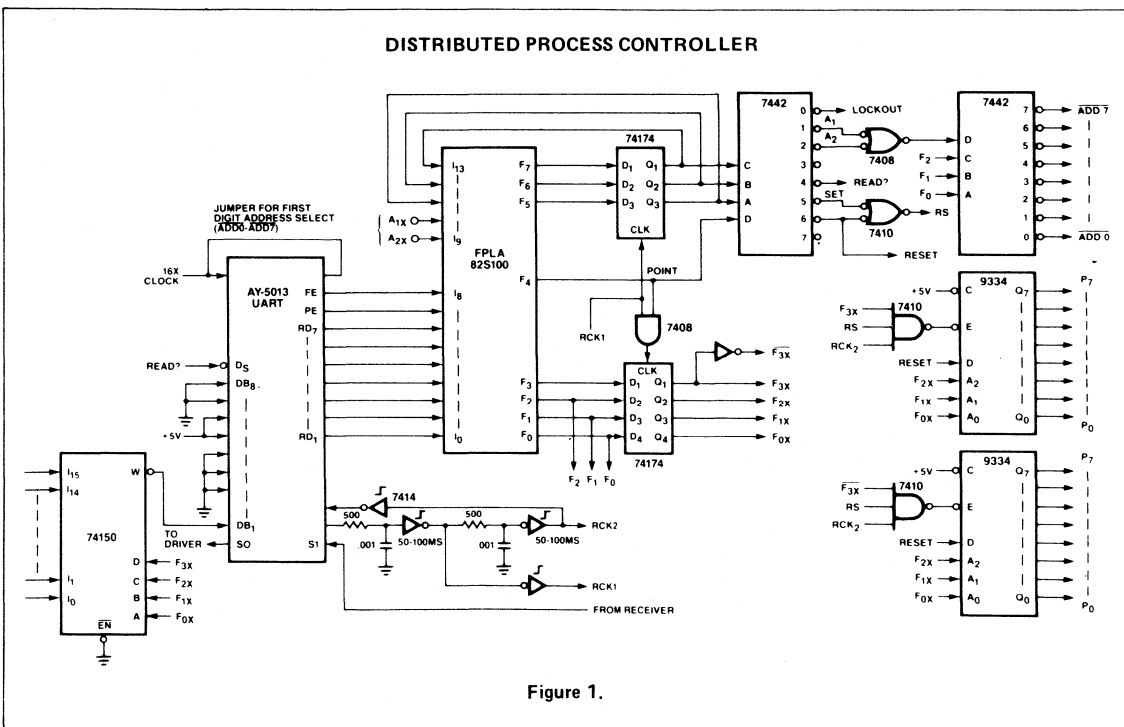 DISTRIBUTED PROCESS CONTROLLER
JUMPER FOR FIRST
DIGIT ADDRESS SELECT
(ADD0-ADD7)
16X
CLOCK
AY-5013
UART
FE
PE
RD7
RD1
READ?
DS
DB8
+5V
DB1
SO
S1
TO
DRIVER
I15
I14
74150
I1
I0
W
D
C
B
A
EN
F3X
F2X
F1X
F0X
A1X
A2X
I13
I9
I8
I0
FPLA
82S100
F7
F6
F5
F4
F3
F2
F1
F0
74174
D1
D2
D3
Q1
Q2
Q3
CLK
POINT
RCK1
7408
CLK
D1
D2
D3
D4
Q1
Q2
Q3
Q4
74174
F3X
F3X
F2X
F1X
F0X
F2
F1
F0
7414
500
.001
50-100MS
500
.001
50-100MS
RCK2
RCK1
FROM RECEIVER
7442
C
B
A
D
0
1
2
3
4
5
6
7
LOCKOUT
A1
A2
7408
READ?
SET
7410
RS
RESET
7442
D
C
B
A
F2
F1
F0
7
6
5
4
3
2
1
0
ADD 7
ADD 0
9334
+5V
C
7410
F3X
RS
RCK2
E
RESET
D
F2X
A2
F1X
A1
F0X
A0
Q7
Q0
P7
P0
9334
+5V
C
7410
F3X
RS
RCK2
E
RESET
D
F2X
A2
F1X
A1
F0X
A0
Q7
Q0
P7
P0
Figure 1.